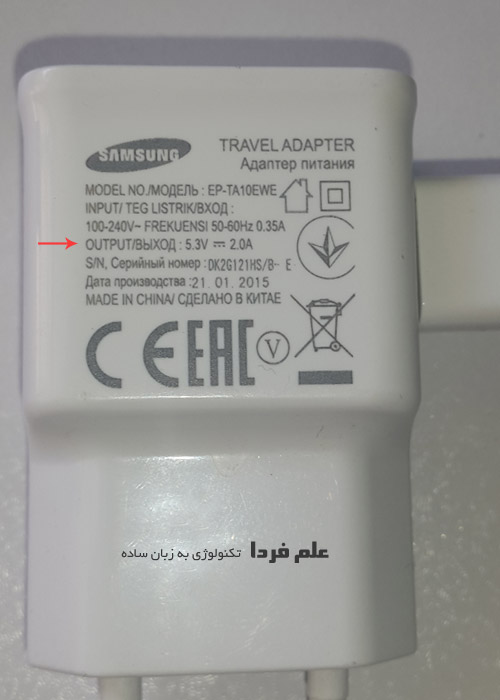 SAMSUNG
TRAVEL ADAPTER
Адаптер питания
MODEL NO./МОДЕЛЬ : EP-TA10EWE
INPUT/ TEG LISTRIK/ВХОД :
100-240V~ FREKUENSI 50-60Hz 0.35A
OUTPUT/ВЫХОД : 5.3V ⎓ 2.0A
S/N, Серийный номер : DK2G121HS/8-- E
Дата производства :21. 01. 2015
MADE IN CHINA/ СДЕЛАНО В КИТАЕ
CE EAC V
علم فردا تکنولوژی به زبان ساده